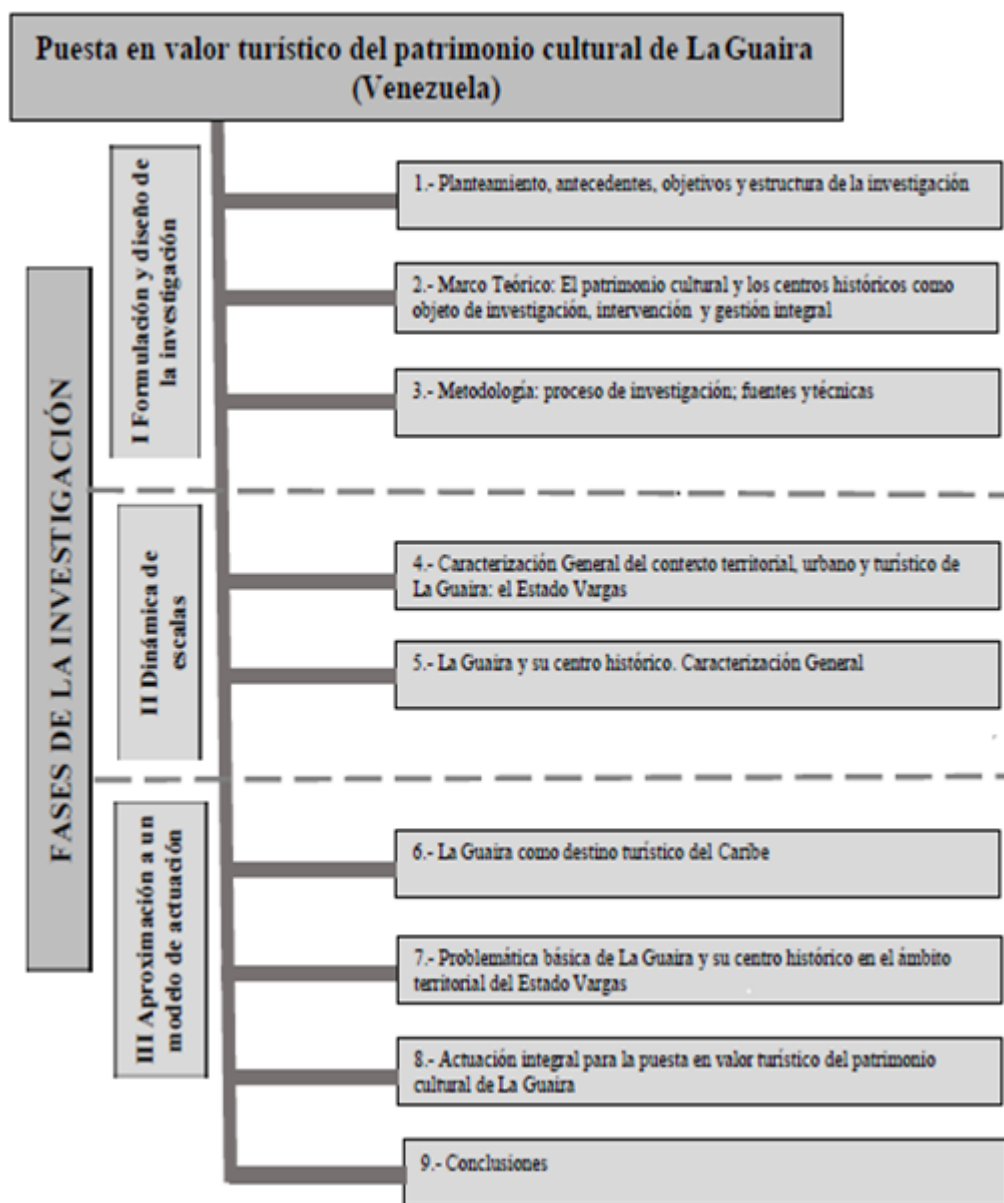 Puesta en valor turístico del patrimonio cultural de La Guaira
(Venezuela)
FASES DE LA INVESTIGACIÓN
I Formulación y diseño de
la investigación
1.- Planteamiento, antecedentes, objetivos y estructura de la investigación
2.- Marco Teórico: El patrimonio cultural y los centros históricos como
objeto de investigación, intervención y gestión integral
3.- Metodología: proceso de investigación; fuentes ytécnicas
II Dinámica de
escalas
4.- Caracterización General del contexto territorial, urbano y turístico de
La Guaira: el Estado Vargas
5.- La Guaira y su centro histórico. Caracterización General
III Aproximación a un
modelo de actuación
6.- La Guaira como destino turístico del Caribe
7.- Problemática básica de La Guaira y su centro histórico en el ámbito
territorial del Estado Vargas
8.- Actuación integral para la puesta en valor turístico del patrimonio
cultural de La Guaira
9.- Conclusiones